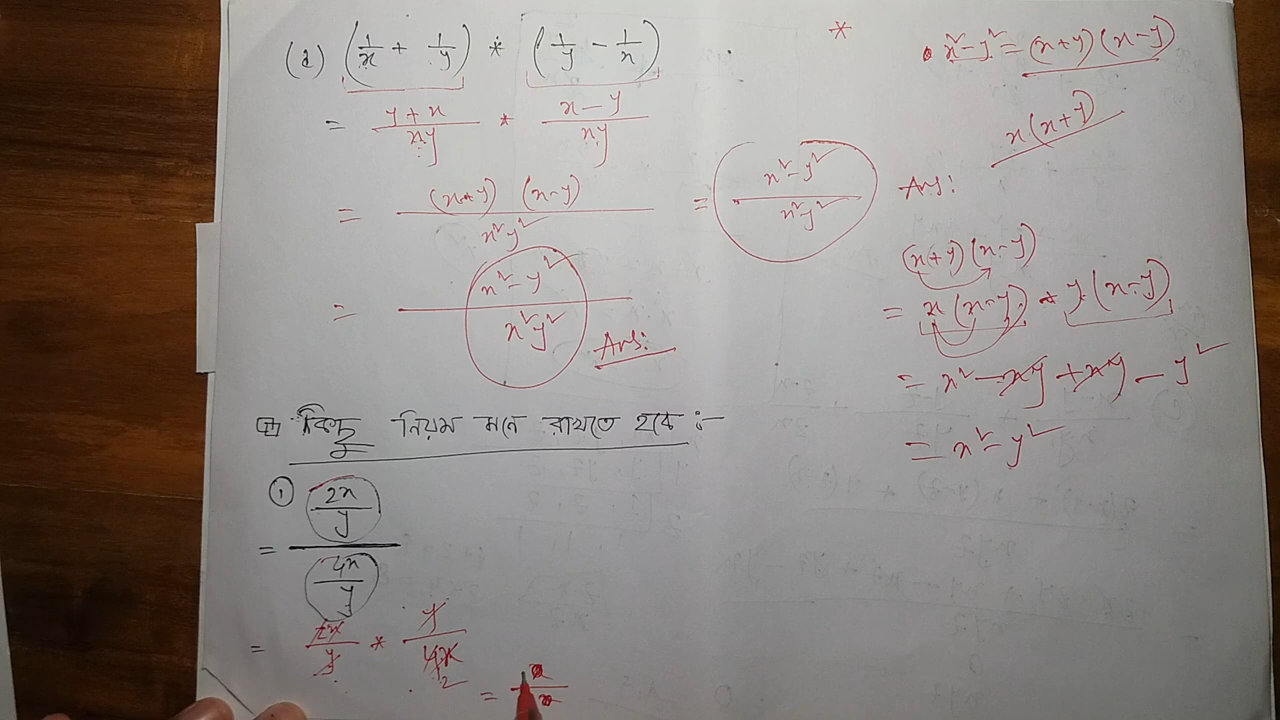 (d) (1/x + 1/y) * (1/y - 1/x)
= (y + x)/(xy) * (x - y)/(xy)
= (x+y) (x-y) / x²y² = (x² - y²)/(x²y²) Ans:
= (x² - y²)/(x²y²) Ans:
*
• x² - y² = (x+y) (x-y)
x(x+y)
(x+y) (x-y)
= x(x-y) + y(x-y)
= x² - xy + xy - y²
= x² - y²
কিছু নিয়ম মনে রাখতে হবে :-
① 
= (2x/y) / (4x/y)
= 2x/y * y/4x 2
=